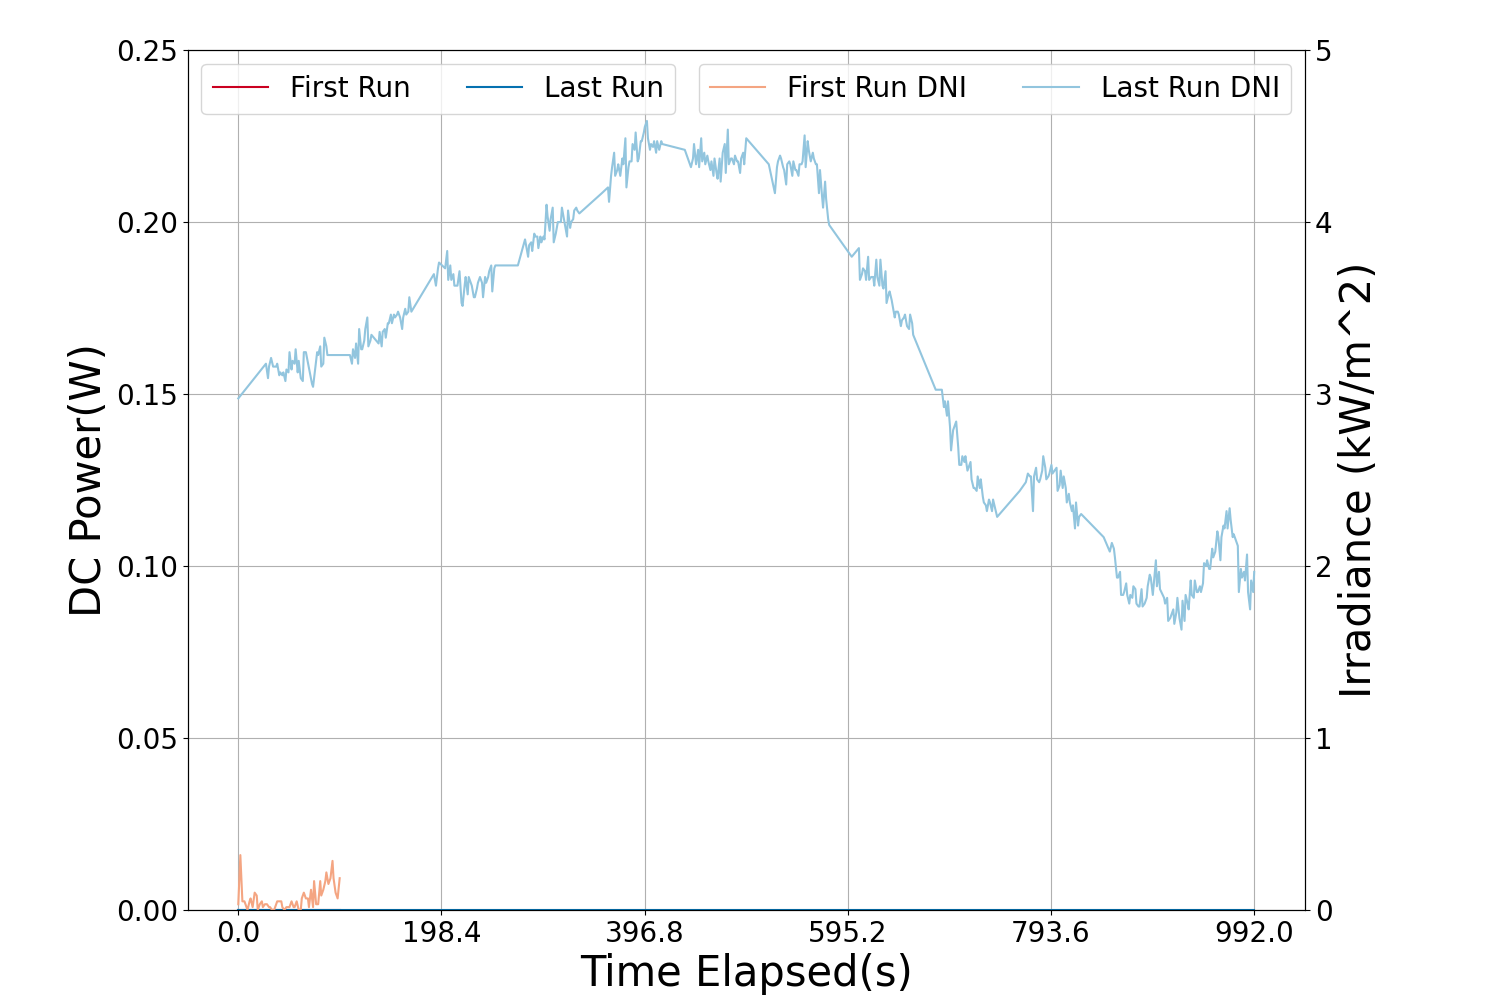 0.25
0.20
0.15
0.10
0.05
0.00
DC Power(W)
First Run
Last Run
First Run DNI
Last Run DNI
5
4
3
2
1
0
Irradiance (kW/m^2)
0.0
198.4
396.8
595.2
793.6
992.0
Time Elapsed(s)